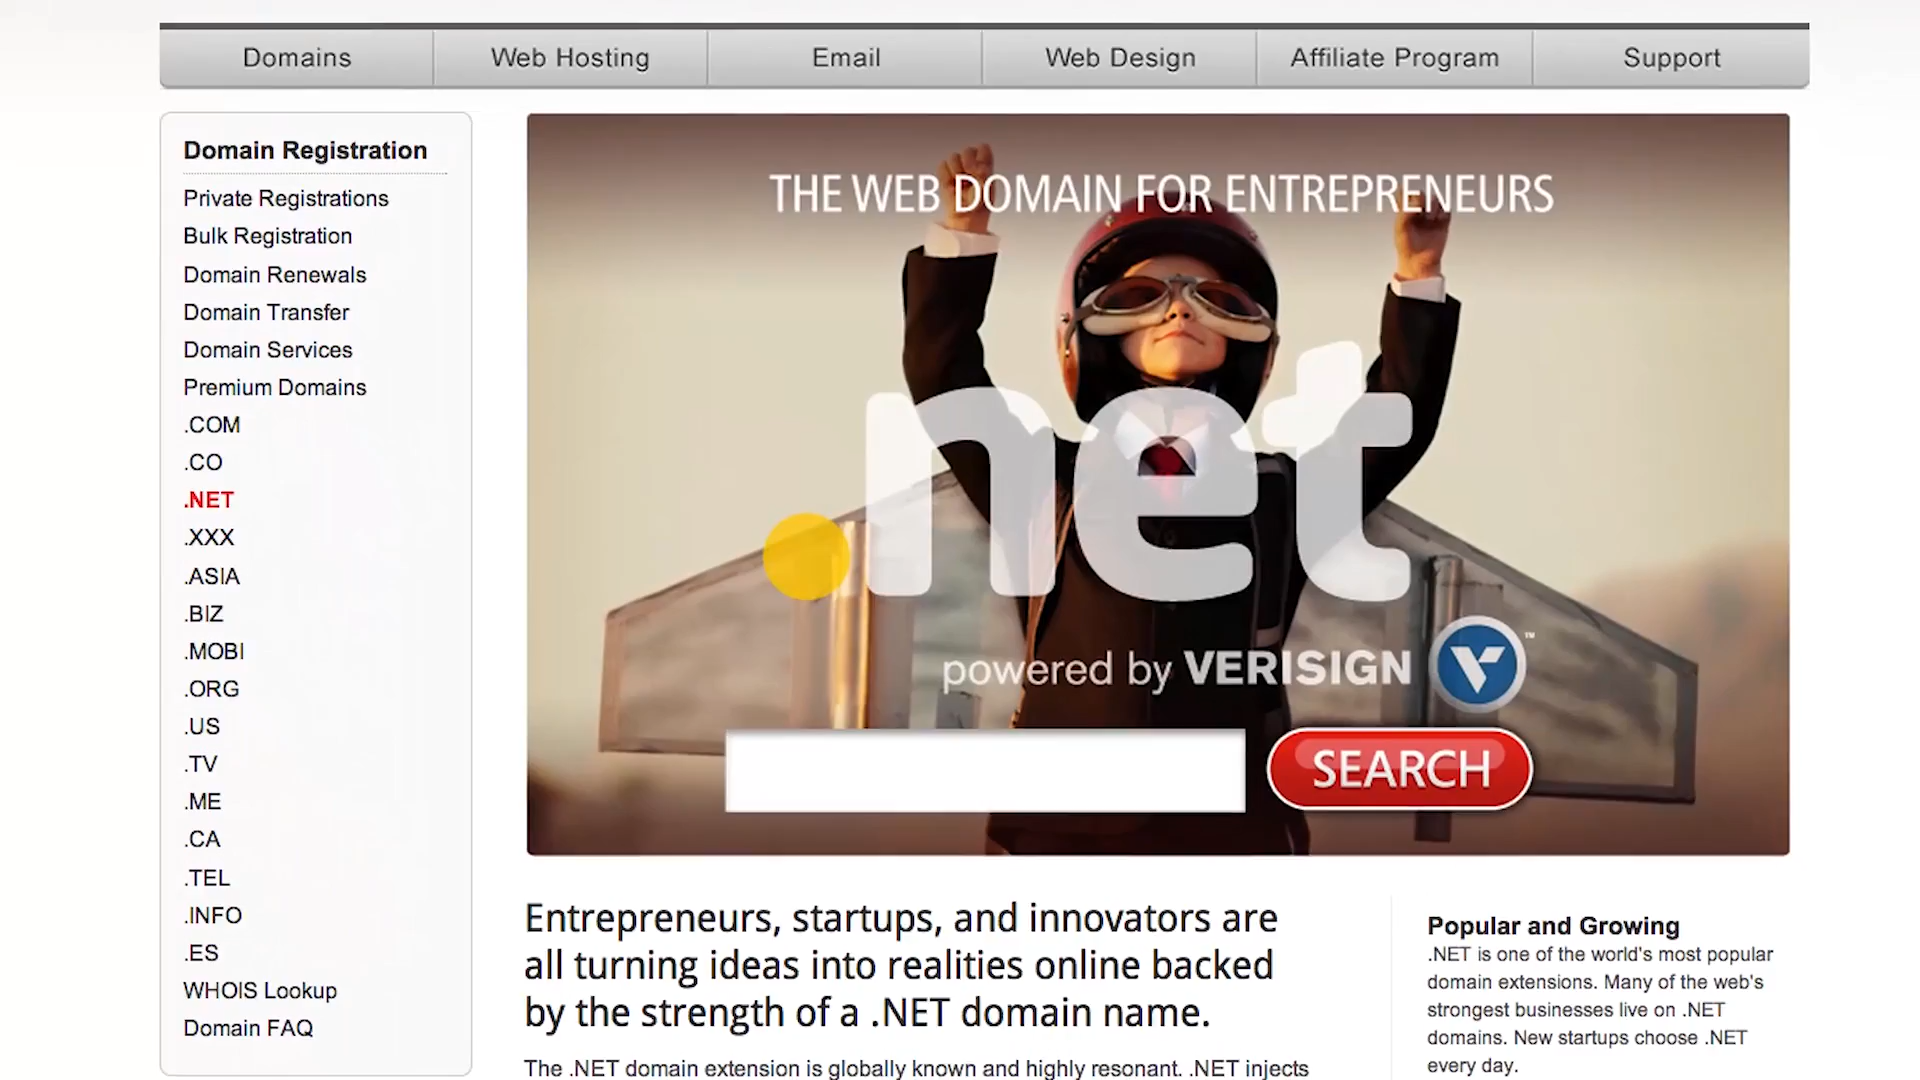 Domains
Web Hosting
Email
Web Design
Affiliate Program
Support
Domain Registration
Private Registrations
Bulk Registration
Domain Renewals
Domain Transfer
Domain Services
Premium Domains
.COM
.CO
.NET
.XXX
.ASIA
.BIZ
.MOBI
.ORG
.US
.TV
.ME
.CA
.TEL
.INFO
.ES
WHOIS Lookup
Domain FAQ
THE WEB DOMAIN FOR ENTREPRENEURS
.net
powered by VERISIGN ™
SEARCH
Entrepreneurs, startups, and innovators are
all turning ideas into realities online backed
by the strength of a .NET domain name.
The .NET domain extension is globally known and highly resonant. .NET injects
Popular and Growing
.NET is one of the world's most popular
domain extensions. Many of the web's
strongest businesses live on .NET
domains. New startups choose .NET
every day.